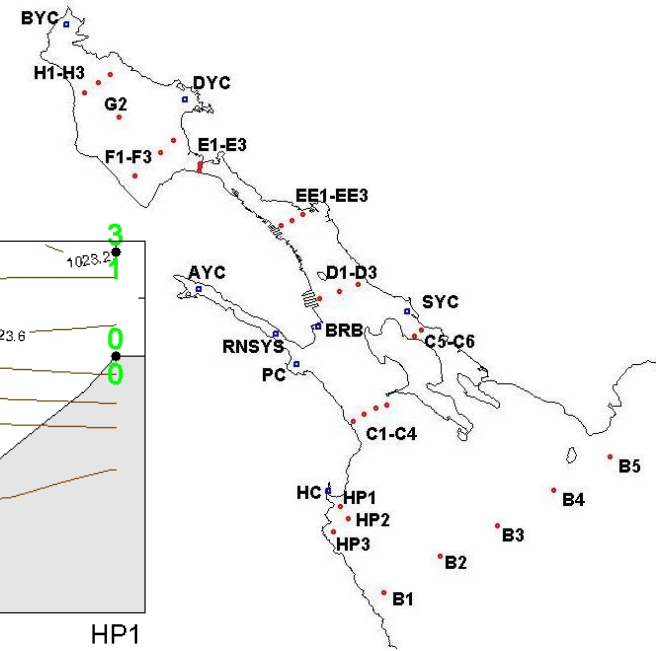 BYC
H1-H3
DYC
G2
E1-E3
F1-F3
EE1-EE3
3
1023.2
1
AYC
D1-D3
SYC
23.6
0
0
RNSYS
BRB
C5-C6
PC
C1-C4
B5
HC
HP1
B4
HP2
B3
HP3
B2
B1
HP1